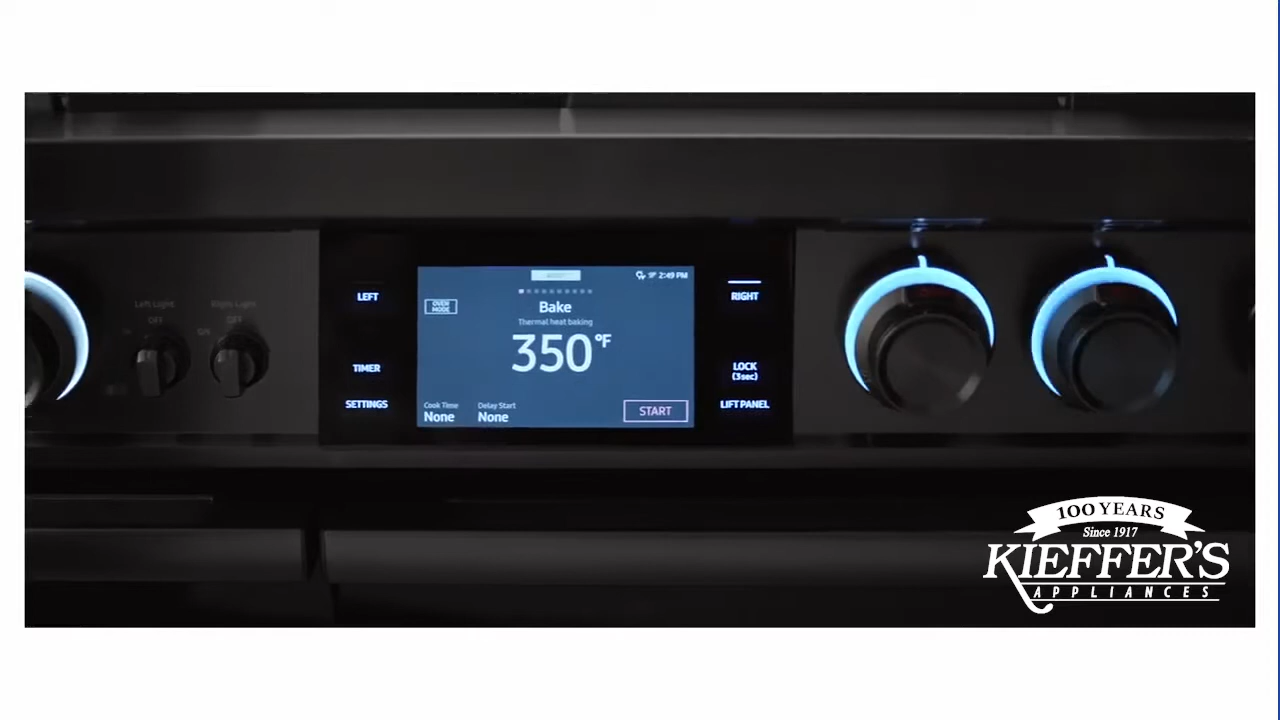 Left Light
OFF
Right Light
OFF
ON
LEFT
TIMER
SETTINGS
2:49 PM
OVEN
MODE
Bake
Thermal heat baking
350°F
Cook Time
None
Delay Start
None
START
RIGHT
LOCK
(3sec)
LIFT PANEL
100 YEARS
Since 1917
KIEFFER'S
APPLIANCES